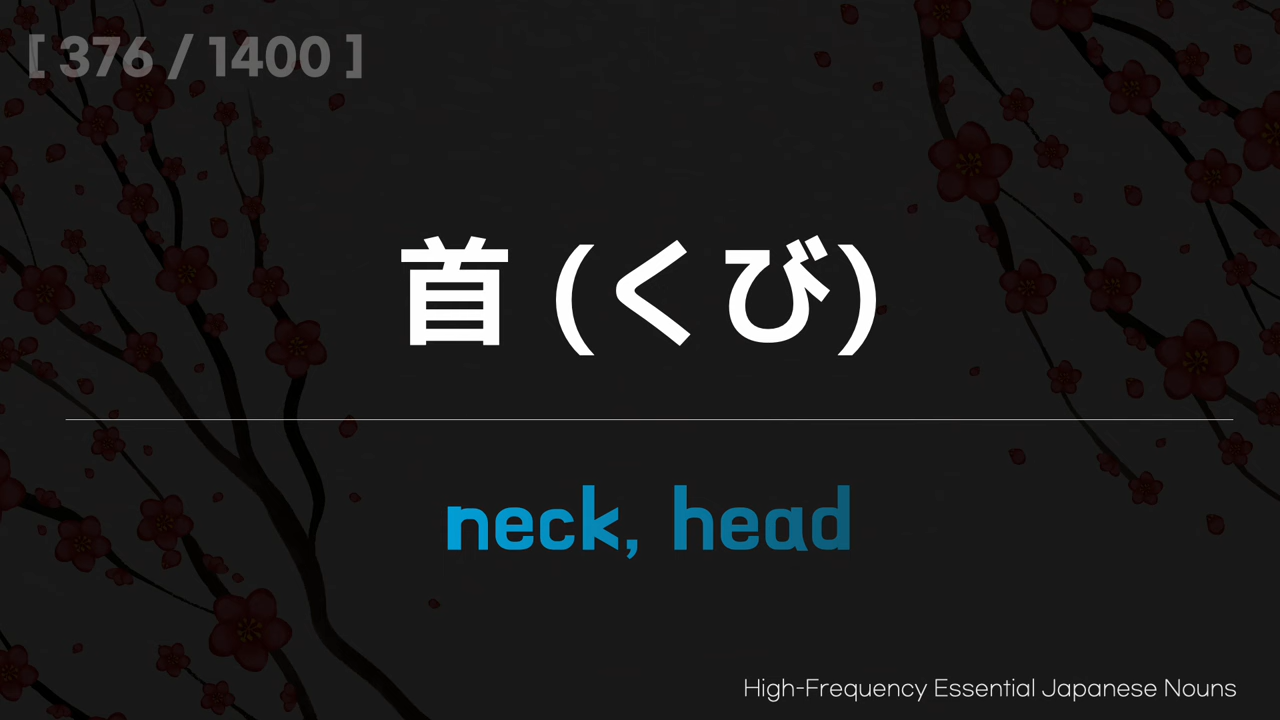 [ 376 / 1400 ]
首 (くび)
neck, head
High-Frequency Essential Japanese Nouns